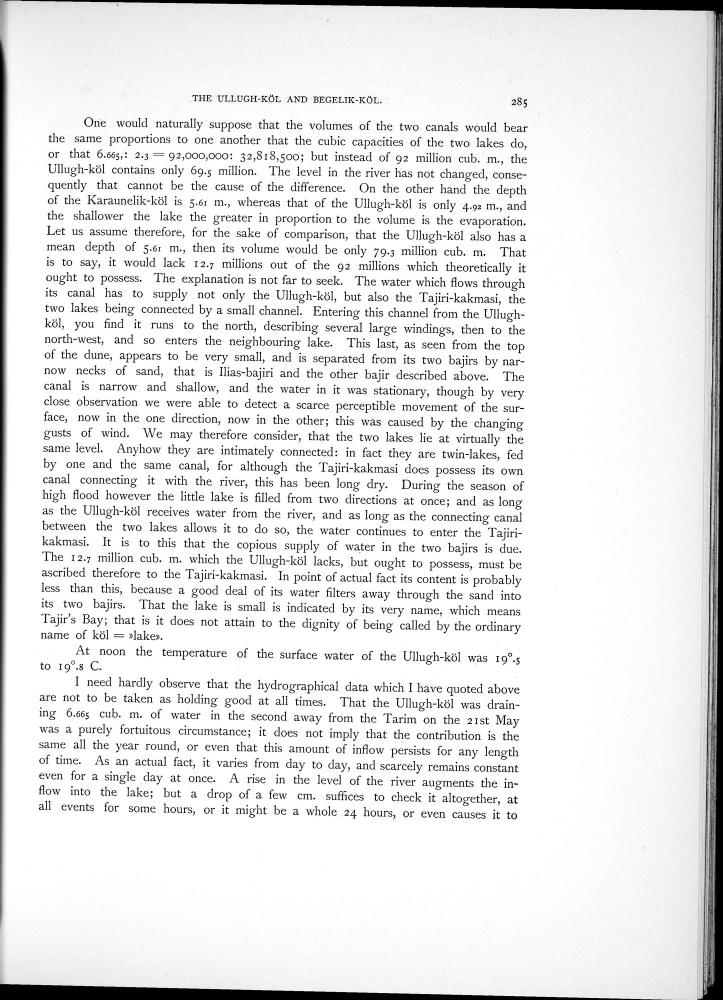 THE ULLUGH-KÖL AND BEGELIK-KÖL.
285
One would naturally suppose that the volumes of the two canals would bear
the same proportions to one another that the cubic capacities of the two lakes do,
or that 6.665,: 2.3 = 92,000,000: 32,818,500; but instead of 92 million cub. m., the
Ullugh-köl contains only 69.5 million. The level in the river has not changed, conse-
quently that cannot be the cause of the difference. On the other hand the depth
of the Karaunelik-köl is 5.61 m., whereas that of the Ullugh-köl is only 4.92 m., and
the shallower the lake the greater in proportion to the volume is the evaporation.
Let us assume therefore, for the sake of comparison, that the Ullugh-köl also has a
mean depth of 5.61 m., then its volume would be only 79.3 million cub. m. That
is to say, it would lack 12.7 millions out of the 92 millions which theoretically it
ought to possess. The explanation is not far to seek. The water which flows through
its canal has to supply not only the Ullugh-köl, but also the Tajiri-kakmasi, the
two lakes being connected by a small channel. Entering this channel from the Ullugh-
köl, you find it runs to the north, describing several large windings, then to the
north-west, and so enters the neighbouring lake. This last, as seen from the top
of the dune, appears to be very small, and is separated from its two bajirs by nar-
now necks of sand, that is Ilias-bajiri and the other bajir described above. The
canal is narrow and shallow, and the water in it was stationary, though by very
close observation we were able to detect a scarce perceptible movement of the sur-
face, now in the one direction, now in the other; this was caused by the changing
gusts of wind. We may therefore consider, that the two lakes lie at virtually the
same level. Anyhow they are intimately connected: in fact they are twin-lakes, fed
by one and the same canal, for although the Tajiri-kakmasi does possess its own
canal connecting it with the river, this has been long dry. During the season of
high flood however the little lake is filled from two directions at once; and as long
as the Ullugh-köl receives water from the river, and as long as the connecting canal
between the two lakes allows it to do so, the water continues to enter the Tajiri-
kakmasi. It is to this that the copious supply of water in the two bajirs is due.
The 12.7 million cub. m. which the Ullugh-köl lacks, but ought to possess, must be
ascribed therefore to the Tajiri-kakmasi. In point of actual fact its content is probably
less than this, because a good deal of its water filters away through the sand into
its two bajirs. That the lake is small is indicated by its very name, which means
Tajir's Bay; that is it does not attain to the dignity of being called by the ordinary
name of köl = »lake».
At noon the temperature of the surface water of the Ullugh-köl was 19°.5
to 19°.8 C.
I need hardly observe that the hydrographical data which I have quoted above
are not to be taken as holding good at all times. That the Ullugh-köl was drain-
ing 6.665 cub. m. of water in the second away from the Tarim on the 21st May
was a purely fortuitous circumstance; it does not imply that the contribution is the
same all the year round, or even that this amount of inflow persists for any length
of time. As an actual fact, it varies from day to day, and scarcely remains constant
even for a single day at once. A rise in the level of the river augments the in-
flow into the lake; but a drop of a few cm. suffices to check it altogether, at
all events for some hours, or it might be a whole 24 hours, or even causes it to